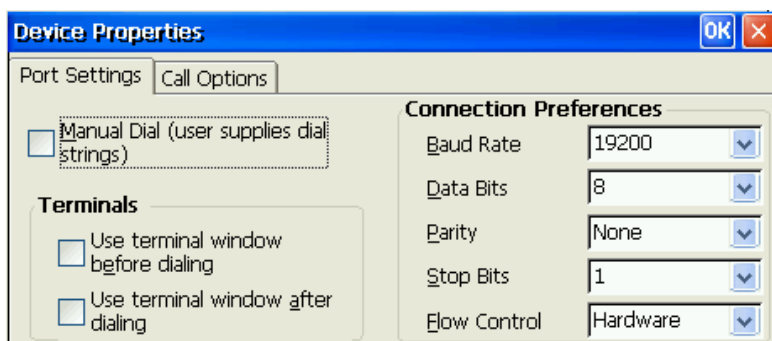 Device Properties
OK
Port Settings
Call Options
Manual Dial (user supplies dial
strings)
Terminals
Use terminal window
before dialing
Use terminal window after
dialing
Connection Preferences
Baud Rate
19200
Data Bits
8
Parity
None
Stop Bits
1
Flow Control
Hardware